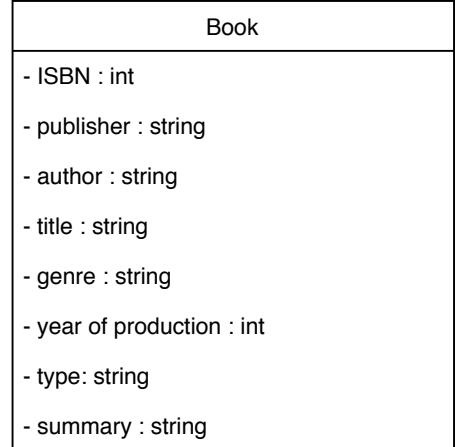 Book
- ISBN : int
- publisher : string
- author : string
- title : string
- genre : string
- year of production : int
- type: string
- summary : string